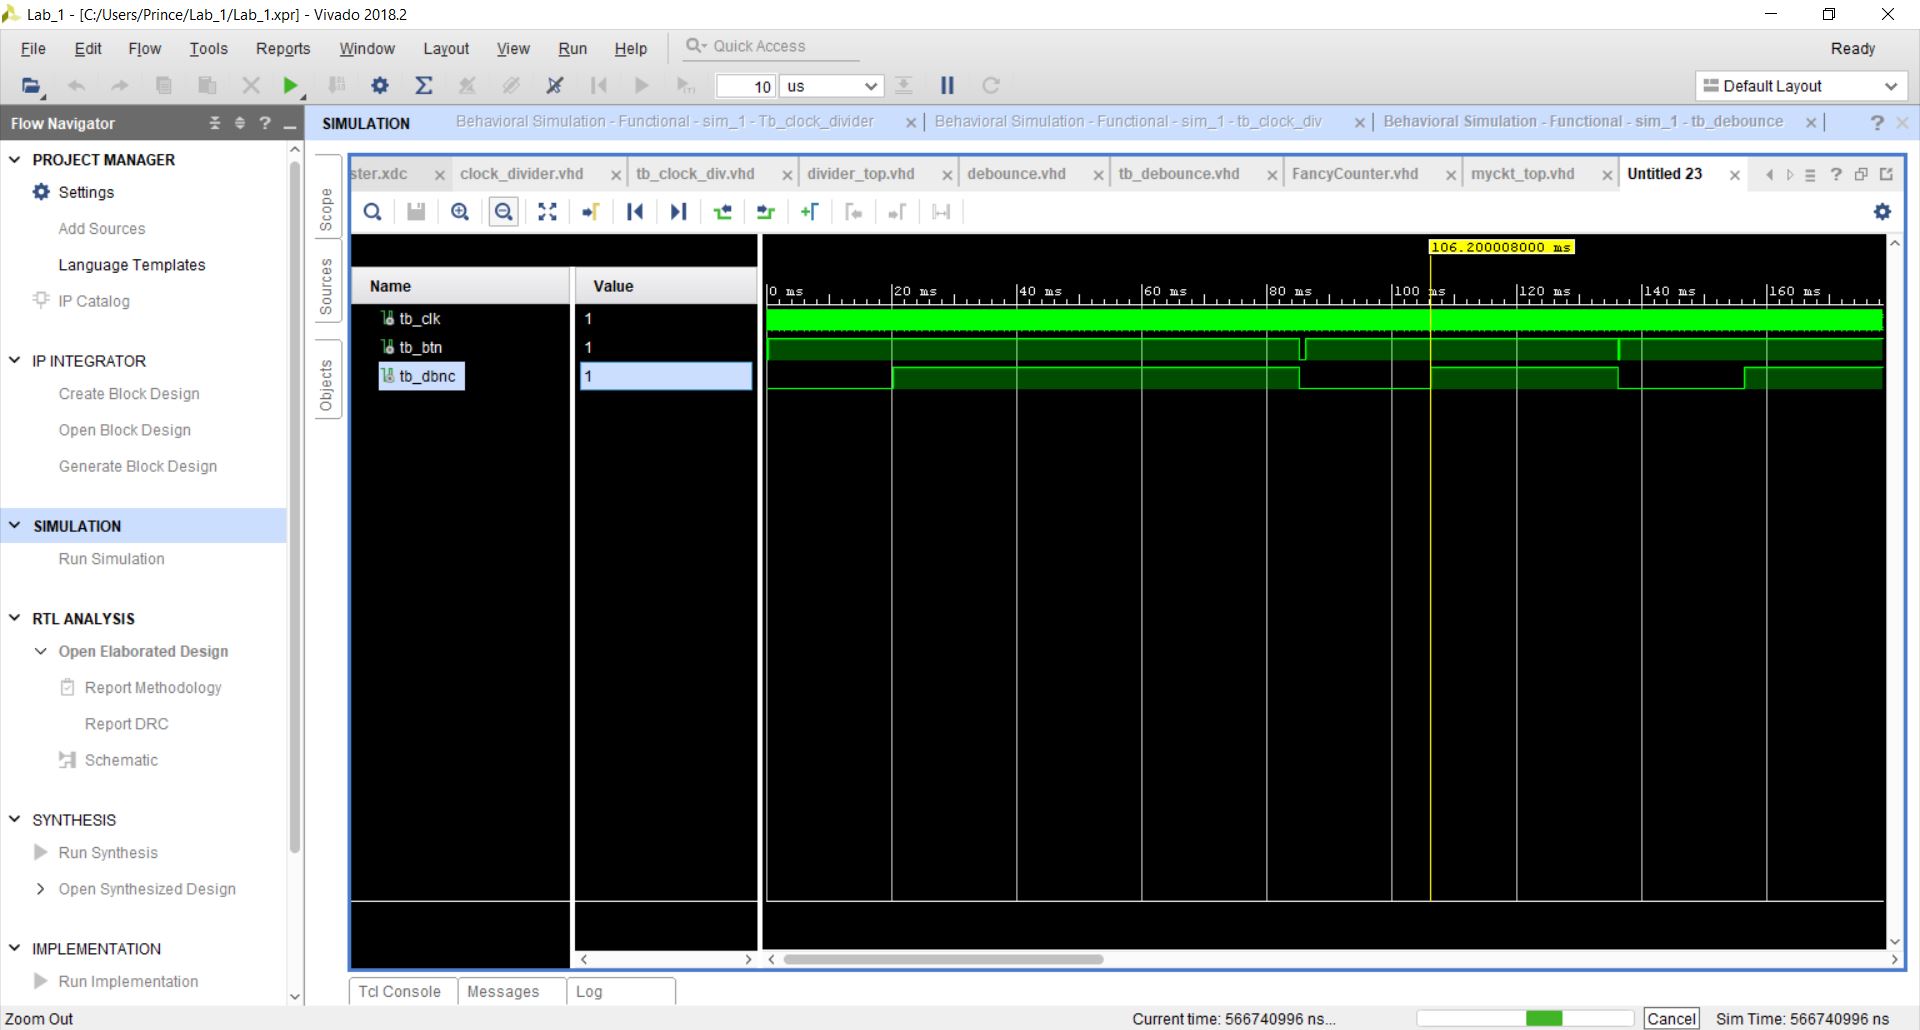 Lab_1 - [C:/Users/Prince/Lab_1/Lab_1.xpr] - Vivado 2018.2
File Edit Flow Tools Reports Window Layout View Run Help Quick Access Ready
10 us Default Layout
Flow Navigator
SIMULATION Behavioral Simulation - Functional - sim_1 - Tb_clock_divider Behavioral Simulation - Functional - sim_1 - tb_clock_div Behavioral Simulation - Functional - sim_1 - tb_debounce
PROJECT MANAGER
Settings
Add Sources
Language Templates
IP Catalog
IP INTEGRATOR
Create Block Design
Open Block Design
Generate Block Design
SIMULATION
Run Simulation
RTL ANALYSIS
Open Elaborated Design
Report Methodology
Report DRC
Schematic
SYNTHESIS
Run Synthesis
Open Synthesized Design
IMPLEMENTATION
Run Implementation
Scope
Sources
Objects
ster.xdc clock_divider.vhd tb_clock_div.vhd divider_top.vhd debounce.vhd tb_debounce.vhd FancyCounter.vhd myckt_top.vhd Untitled 23
106.200008000 ms
Name Value
0 ms 20 ms 40 ms 60 ms 80 ms 100 ms 120 ms 140 ms 160 ms
tb_clk 1
tb_btn 1
tb_dbnc 1
Tcl Console Messages Log
Zoom Out Current time: 566740996 ns... Cancel Sim Time: 566740996 ns